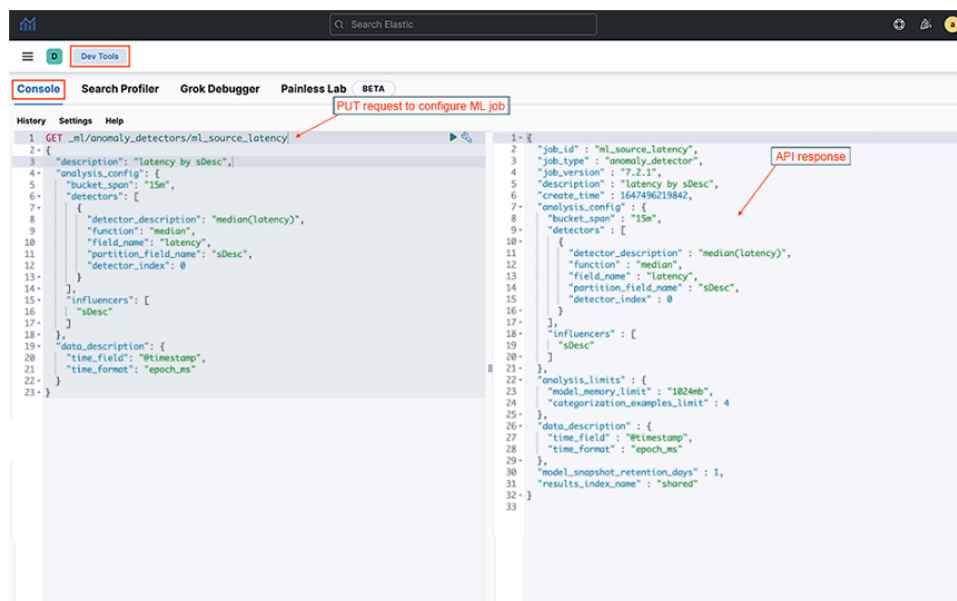 Search Elastic
a
D
Dev Tools
Console Search Profiler Grok Debugger Painless Lab BETA
PUT request to configure ML job
History Settings Help
1 GET _ml/anomaly_detectors/ml_source_latency
2 {
3 "description": "latency by sDesc",
4 "analysis_config": {
5 "bucket_span": "15m",
6 "detectors": [
7 {
8 "detector_description": "median(latency)",
9 "function": "median",
10 "field_name": "latency",
11 "partition_field_name": "sDesc",
12 "detector_index": 0
13 }
14 ],
15 "influencers": [
16 "sDesc"
17 ]
18 },
19 "data_description": {
20 "time_field": "@timestamp",
21 "time_format": "epoch_ms"
22 }
23 }
API response
1 {
2 "job_id" : "ml_source_latency",
3 "job_type" : "anomaly_detector",
4 "job_version" : "7.2.1",
5 "description" : "latency by sDesc",
6 "create_time" : 1647496219842,
7 "analysis_config" : {
8 "bucket_span" : "15m",
9 "detectors" : [
10 {
11 "detector_description" : "median(latency)",
12 "function" : "median",
13 "field_name" : "latency",
14 "partition_field_name" : "sDesc",
15 "detector_index" : 0
16 }
17 ],
18 "influencers" : [
19 "sDesc"
20 ]
21 },
22 "analysis_limits" : {
23 "model_memory_limit" : "1024mb",
24 "categorization_examples_limit" : 4
25 },
26 "data_description" : {
27 "time_field" : "@timestamp",
28 "time_format" : "epoch_ms"
29 },
30 "model_snapshot_retention_days" : 1,
31 "results_index_name" : "shared"
32 }
33